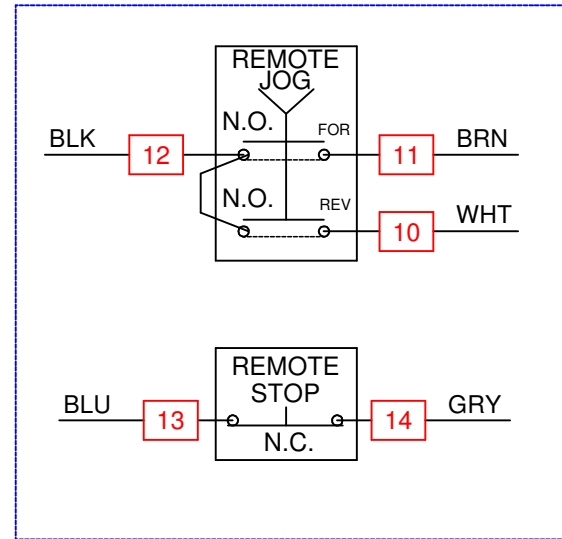 REMOTE
JOG
N.O.
FOR
BLK
12
11
BRN
N.O.
REV
WHT
10
REMOTE
STOP
BLU
13
14
GRY
N.C.